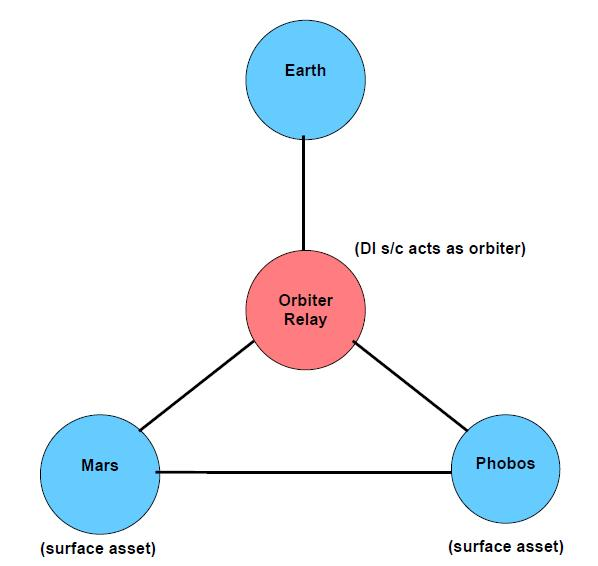 Earth
(DI s/c acts as orbiter)
Orbiter
Relay
Mars
Phobos
(surface asset)
(surface asset)